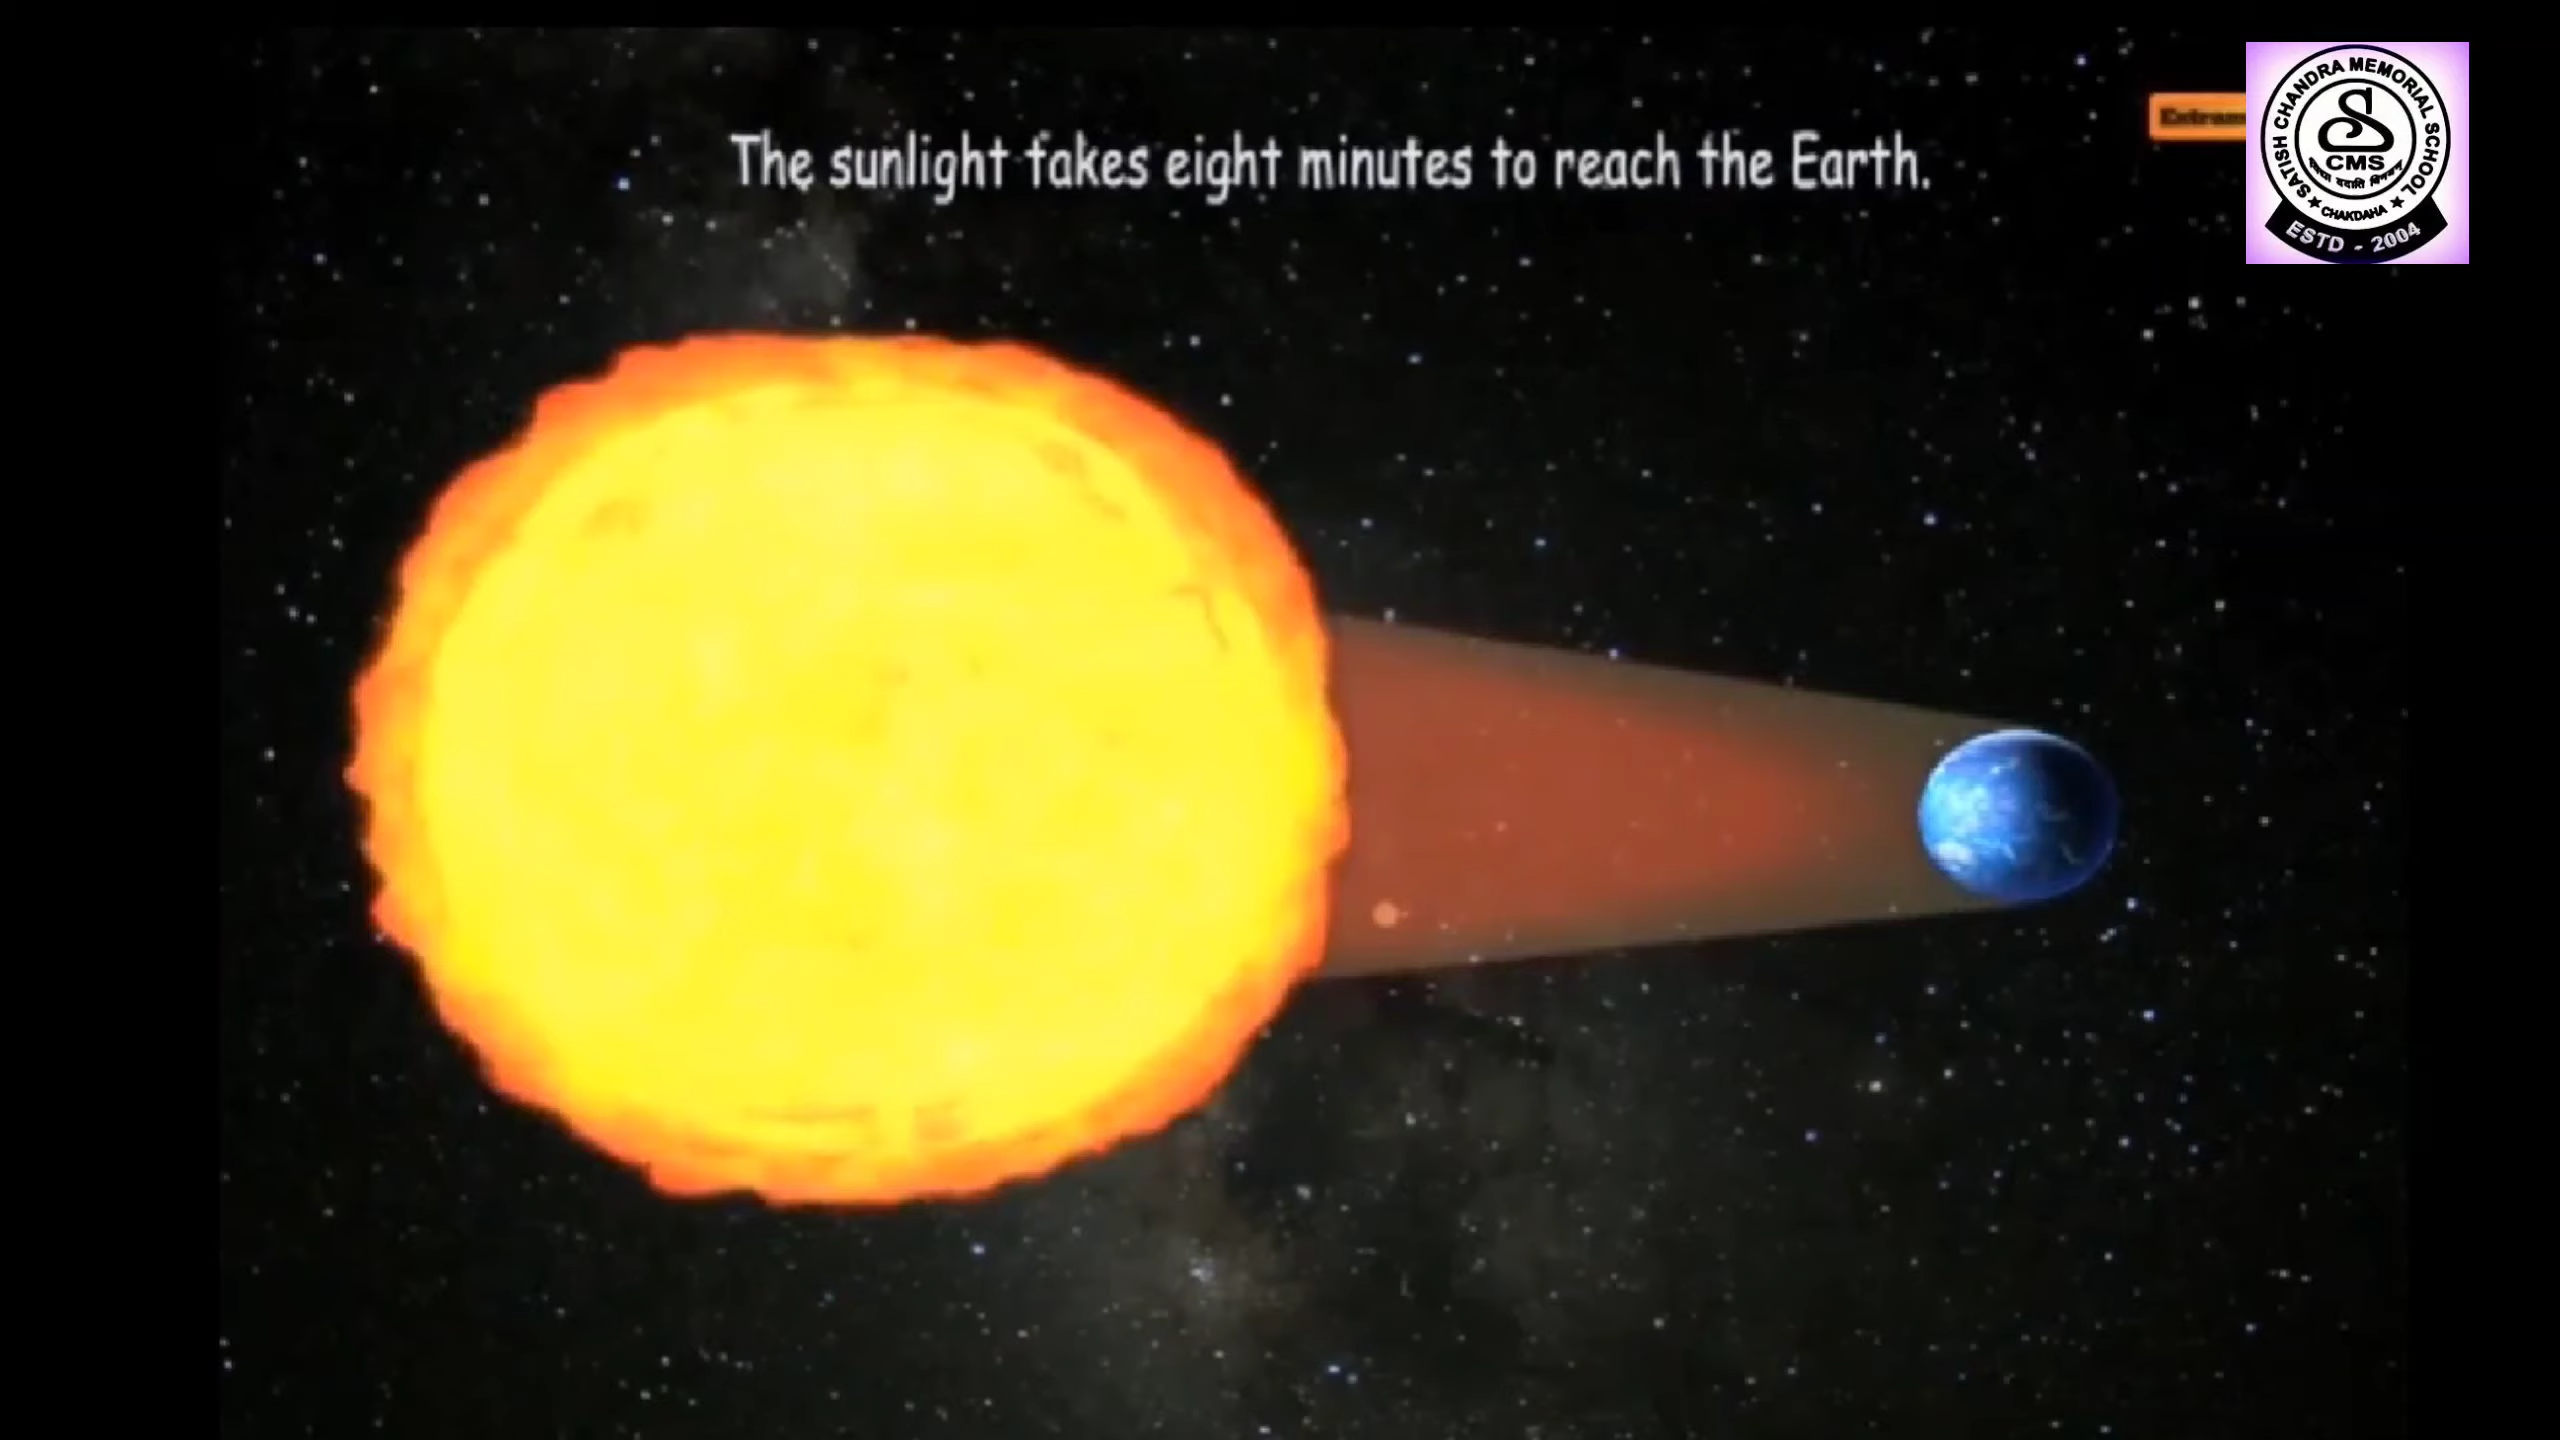 The sunlight takes eight minutes to reach the Earth.
SATISH CHANDRA MEMORIAL SCHOOL
S
CMS
CHAKDAHA
ESTD - 2004